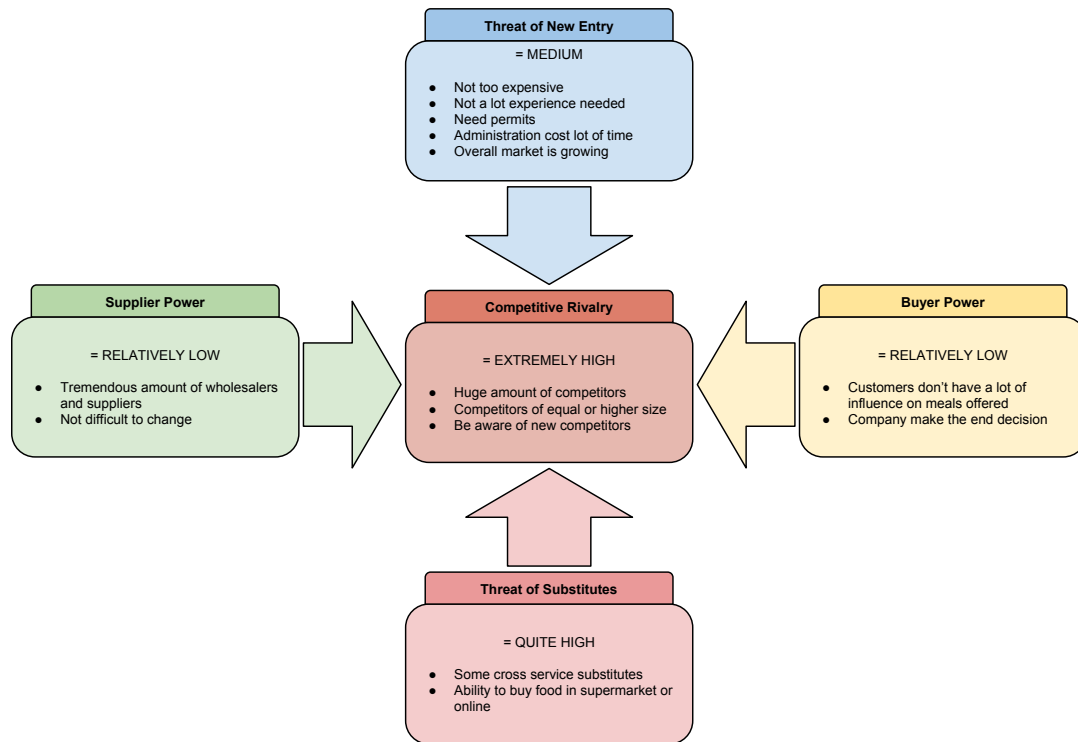 Threat of New Entry
= MEDIUM
● Not too expensive
● Not a lot experience needed
● Need permits
● Administration cost lot of time
● Overall market is growing
Supplier Power
= RELATIVELY LOW
● Tremendous amount of wholesalers
and suppliers
● Not difficult to change
Competitive Rivalry
= EXTREMELY HIGH
● Huge amount of competitors
● Competitors of equal or higher size
● Be aware of new competitors
Buyer Power
= RELATIVELY LOW
● Customers don’t have a lot of
influence on meals offered
● Company make the end decision
Threat of Substitutes
= QUITE HIGH
● Some cross service substitutes
● Ability to buy food in supermarket or
online